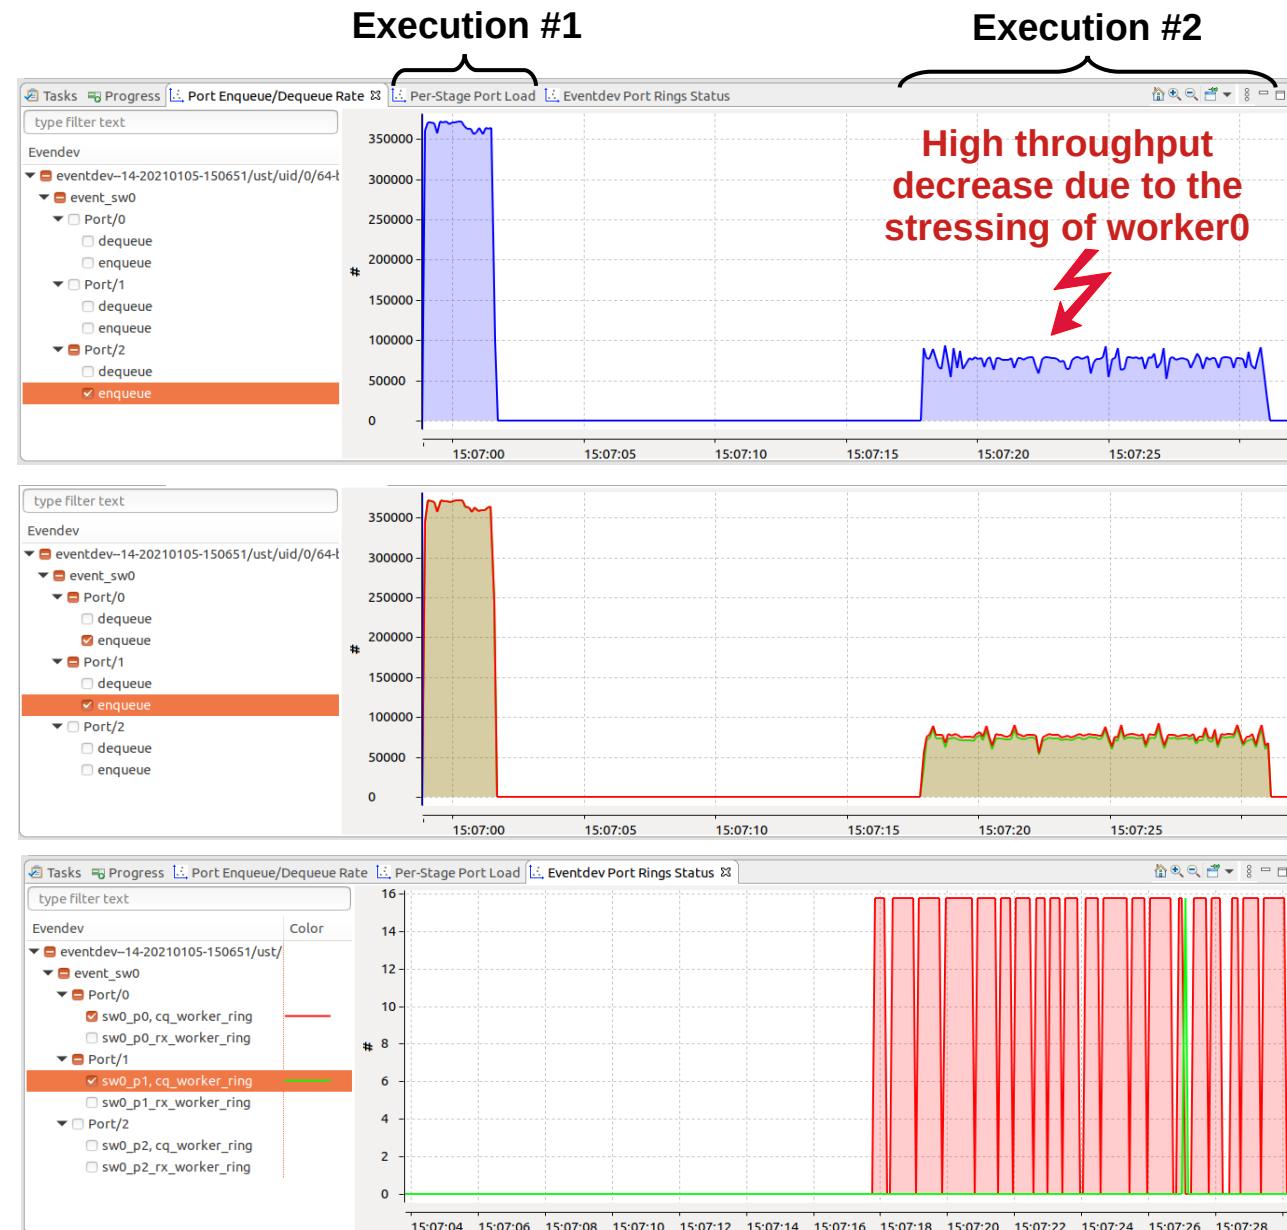 Execution #1
Execution #2
Tasks Progress Port Enqueue/Dequeue Rate Per-Stage Port Load Eventdev Port Rings Status
type filter text
Evendev
eventdev--14-20210105-150651/ust/uid/0/64-b
event_sw0
Port/0
dequeue
enqueue
Port/1
dequeue
enqueue
Port/2
dequeue
enqueue
High throughput
decrease due to the
stressing of worker0
350000
300000
250000
200000
150000
100000
50000
0
#
15:07:00 15:07:05 15:07:10 15:07:15 15:07:20 15:07:25
type filter text
Evendev
eventdev--14-20210105-150651/ust/uid/0/64-b
event_sw0
Port/0
dequeue
enqueue
Port/1
dequeue
enqueue
Port/2
dequeue
enqueue
350000
300000
250000
200000
150000
100000
50000
0
#
15:07:00 15:07:05 15:07:10 15:07:15 15:07:20 15:07:25
Tasks Progress Port Enqueue/Dequeue Rate Per-Stage Port Load Eventdev Port Rings Status
type filter text
Evendev Color
eventdev--14-20210105-150651/ust/
event_sw0
Port/0
sw0_p0, cq_worker_ring
sw0_p0_rx_worker_ring
Port/1
sw0_p1, cq_worker_ring
sw0_p1_rx_worker_ring
Port/2
sw0_p2, cq_worker_ring
sw0_p2_rx_worker_ring
16
14
12
10
8
6
4
2
0
#
15:07:04 15:07:06 15:07:08 15:07:10 15:07:12 15:07:14 15:07:16 15:07:18 15:07:20 15:07:22 15:07:24 15:07:26 15:07:28